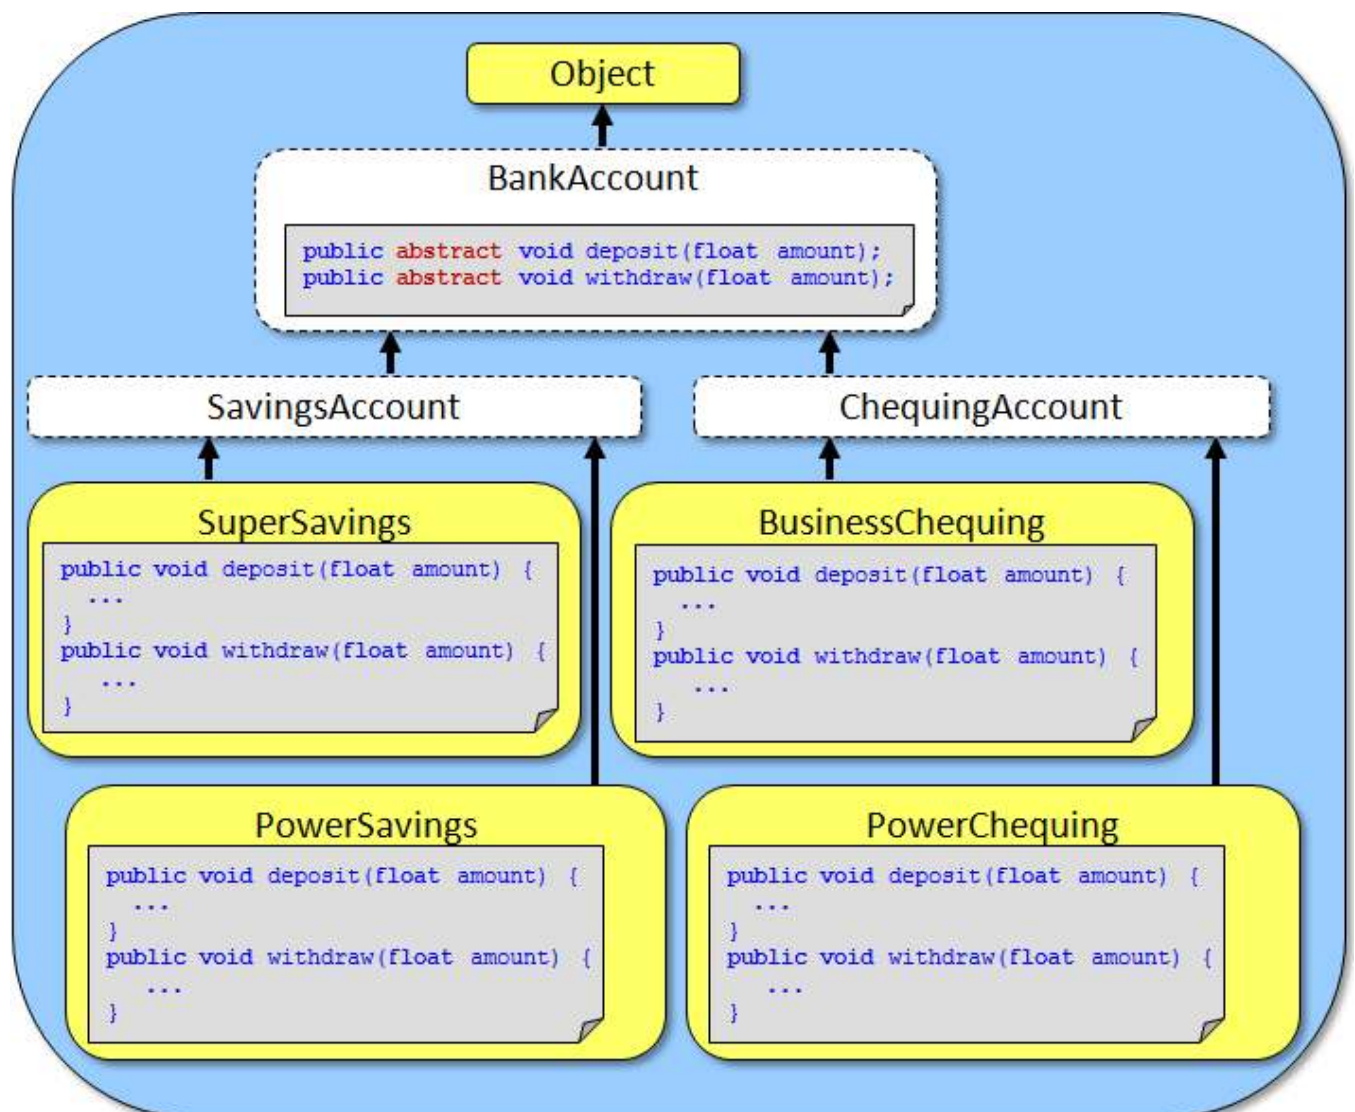 Object
BankAccount
public abstract void deposit(float amount);
public abstract void withdraw(float amount);
SavingsAccount
ChequingAccount
SuperSavings
public void deposit(float amount) {
...
}
public void withdraw(float amount) {
...
}
BusinessChequing
public void deposit(float amount) {
...
}
public void withdraw(float amount) {
...
}
PowerSavings
public void deposit(float amount) {
...
}
public void withdraw(float amount) {
...
}
PowerChequing
public void deposit(float amount) {
...
}
public void withdraw(float amount) {
...
}